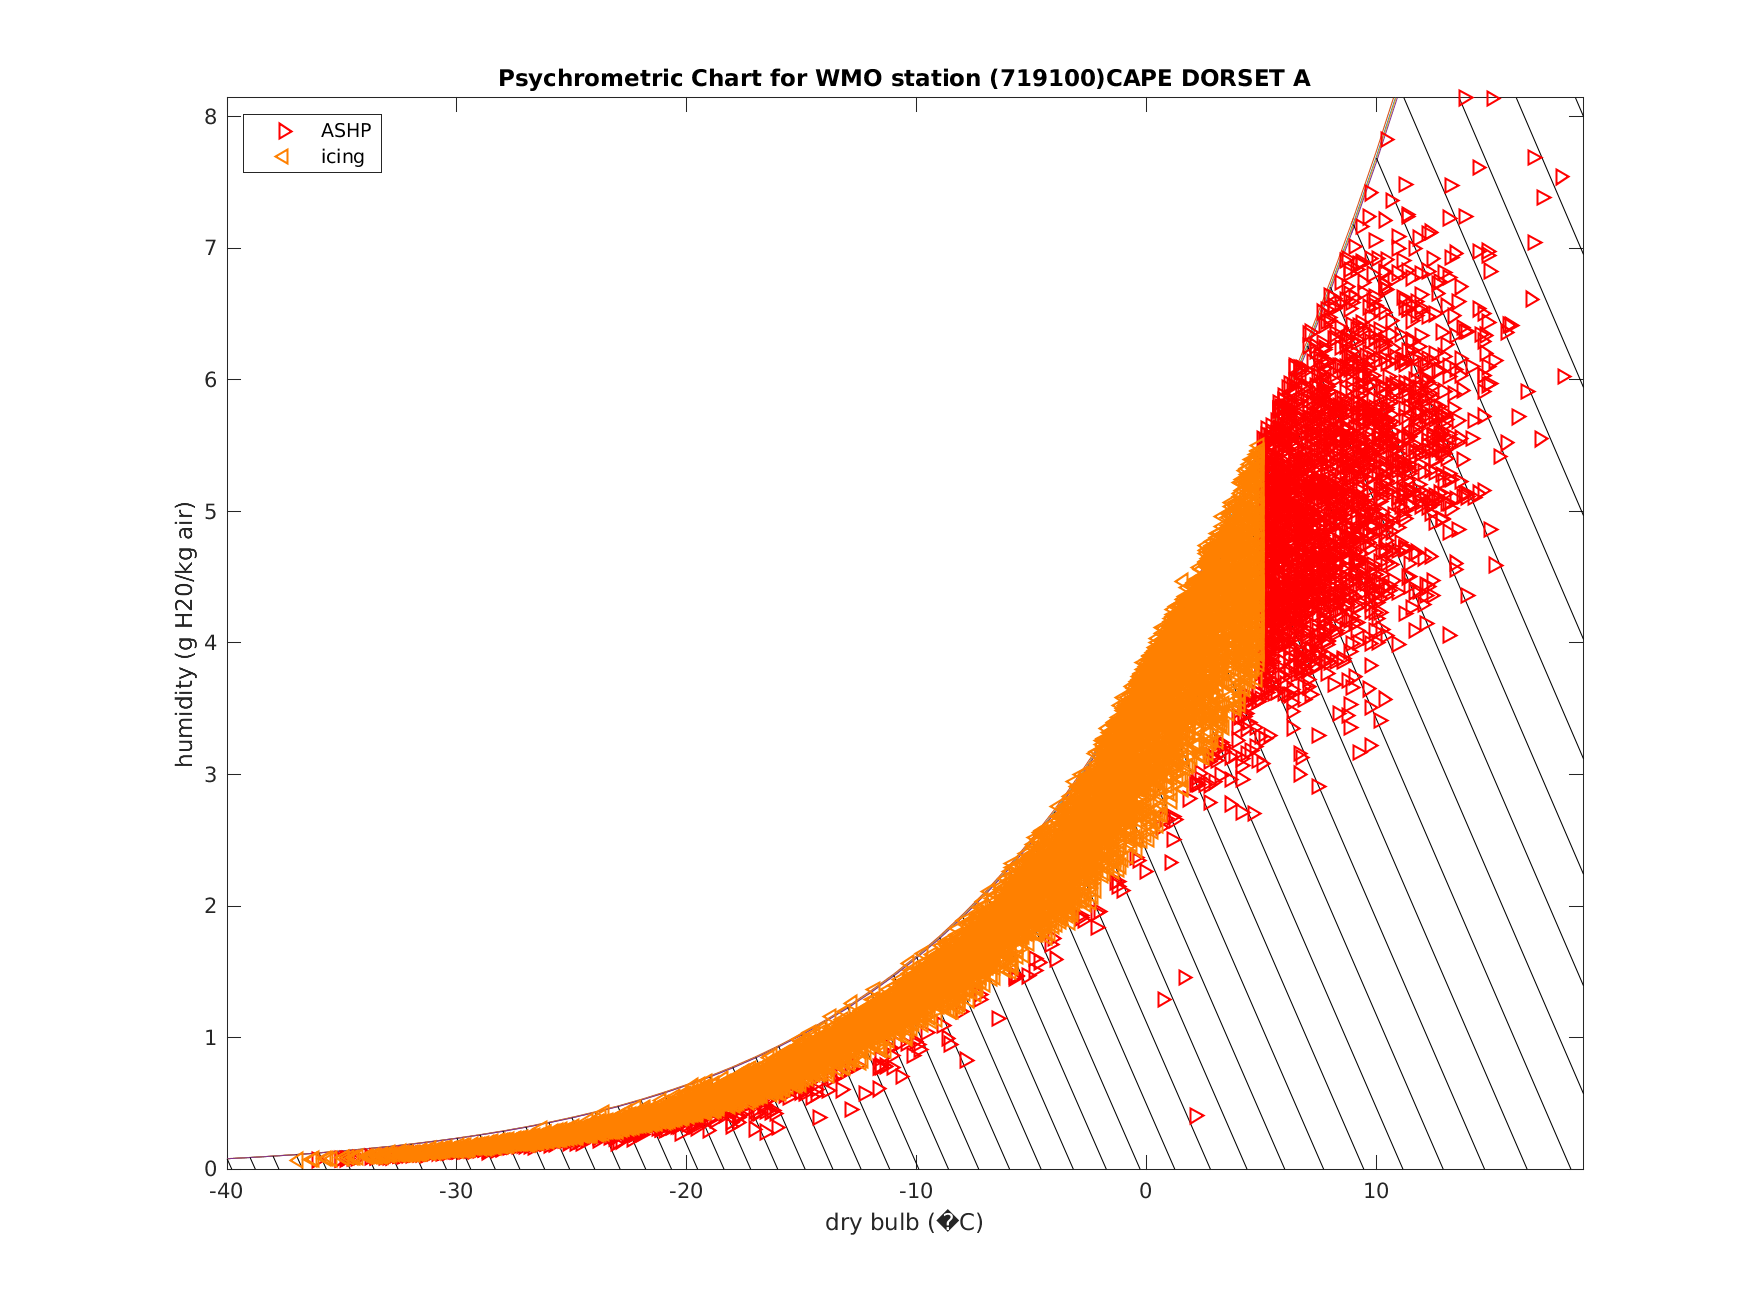 Psychrometric Chart for WMO station (719100)CAPE DORSET A
ASHP
icing
8
7
6
5
4
3
2
1
0
humidity (g H20/kg air)
-40 -30 -20 -10 0 10
dry bulb (�C)